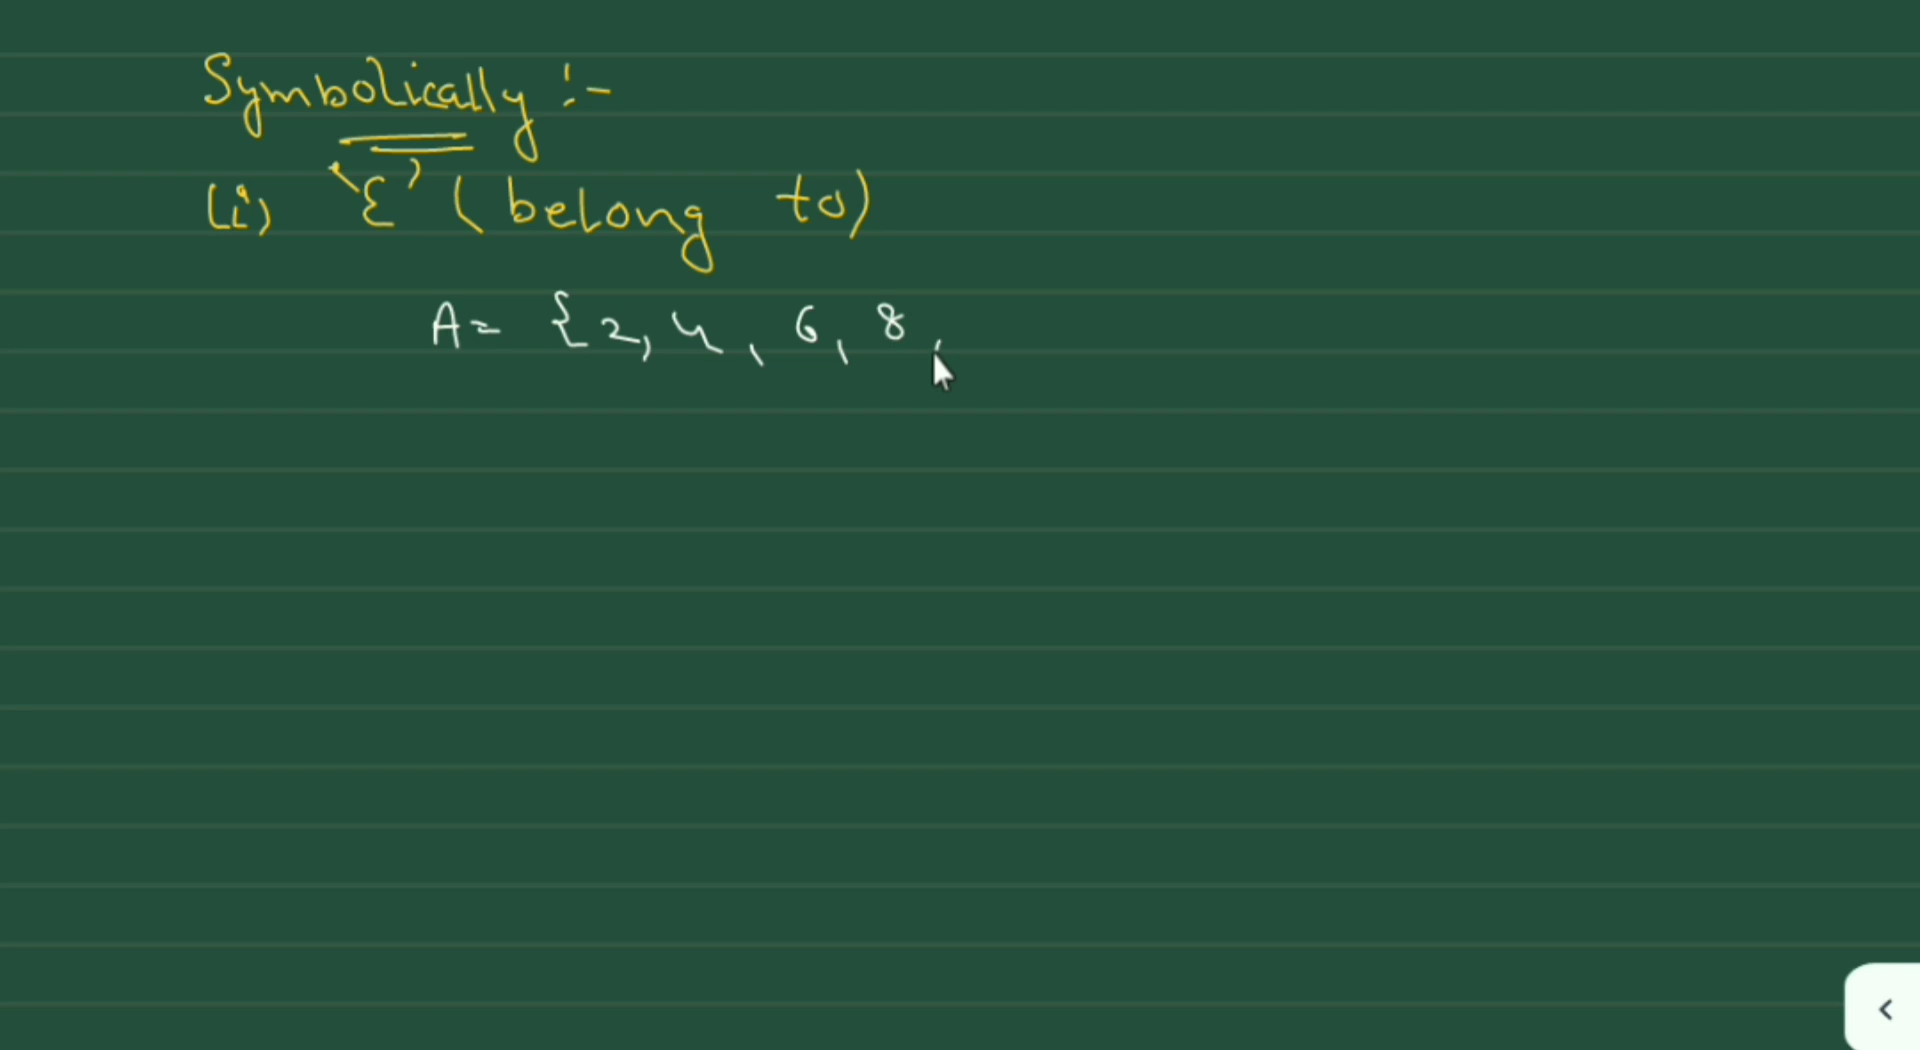 Symbolically :-
(i) 'ε' (belong to)
A = {2, 4, 6, 8,